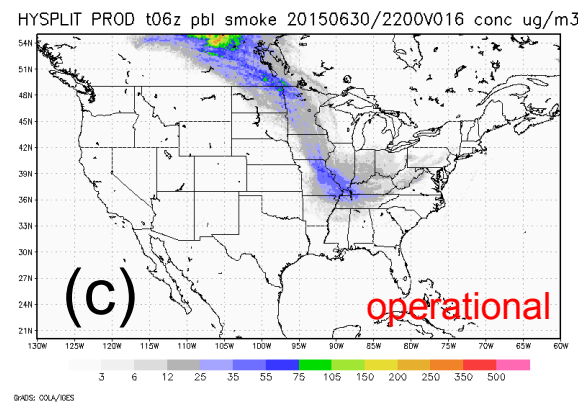 HYSPLIT PROD t06z pbl smoke 20150630/2200V016 conc ug/m3
54N
51N
48N
45N
42N
39N
36N
33N
30N
27N
24N
21N
(c)
operational
130W 125W 120W 115W 110W 105W 100W 95W 90W 85W 80W 75W 70W 65W 60W
3 6 12 25 35 55 75 105 150 200 250 350 500
GrADS: COLA/IGES